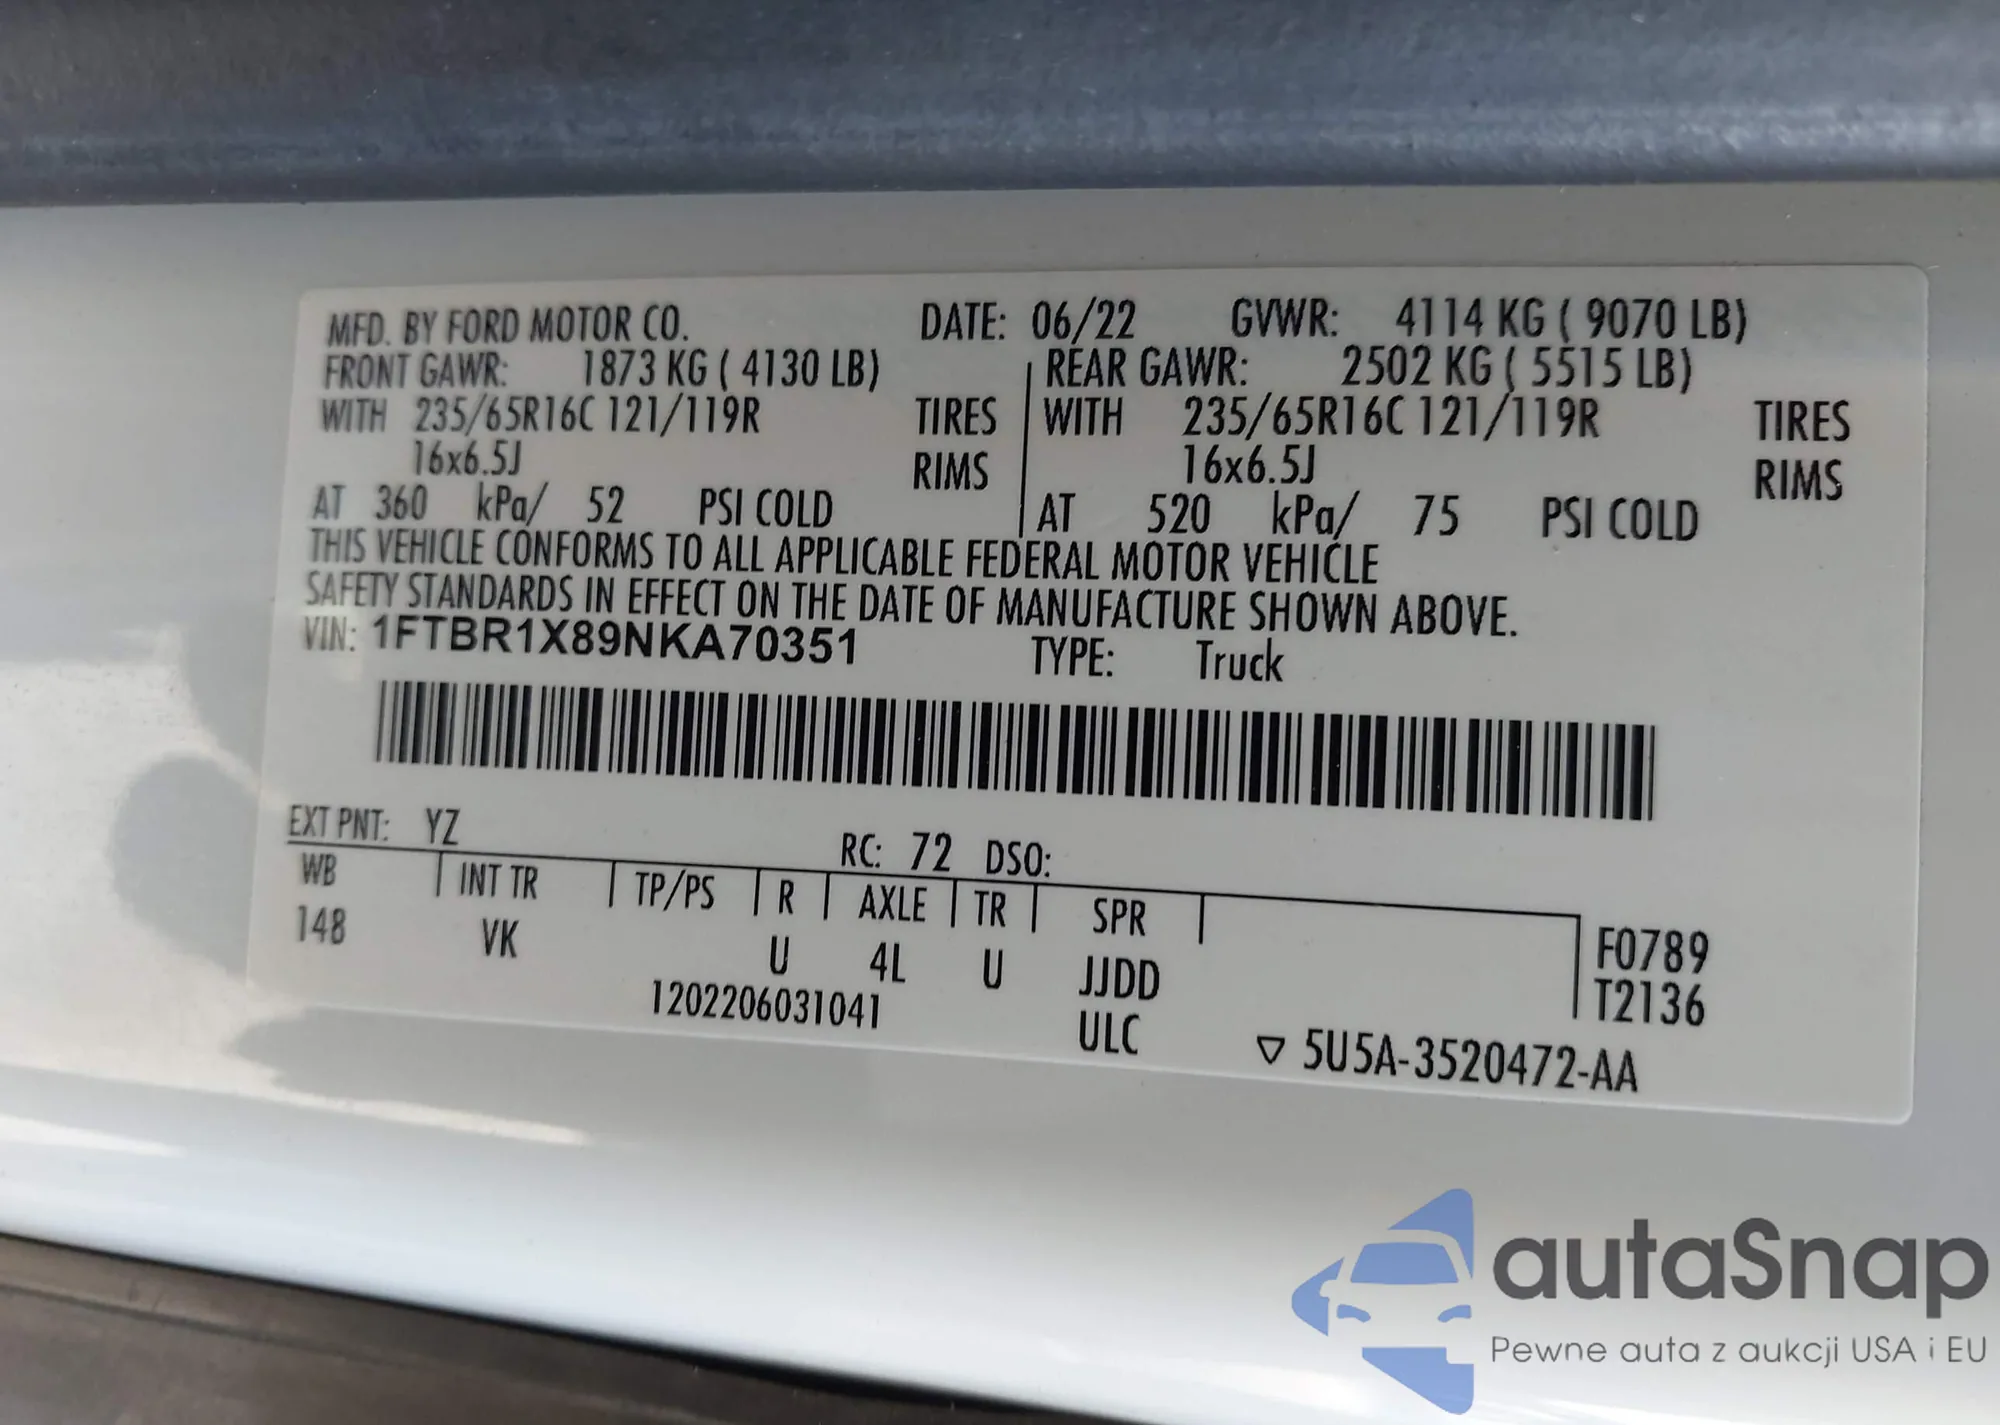 MFD. BY FORD MOTOR CO. DATE: 06/22 GVWR: 4114 KG ( 9070 LB)
FRONT GAWR: 1873 KG ( 4130 LB) REAR GAWR: 2502 KG ( 5515 LB)
WITH 235/65R16C 121/119R TIRES WITH 235/65R16C 121/119R TIRES
16x6.5J RIMS 16x6.5J RIMS
AT 360 kPa/ 52 PSI COLD AT 520 kPa/ 75 PSI COLD
THIS VEHICLE CONFORMS TO ALL APPLICABLE FEDERAL MOTOR VEHICLE
SAFETY STANDARDS IN EFFECT ON THE DATE OF MANUFACTURE SHOWN ABOVE.
VIN: 1FTBR1X89NKA70351 TYPE: Truck
EXT PNT: YZ RC: 72 DSO:
WB INT TR TP/PS R AXLE TR SPR
148 VK U 4L U JJDD F0789
1202206031041 ULC T2136
▽ 5U5A-3520472-AA
autaSnap
Pewne auta z aukcji USA i EU